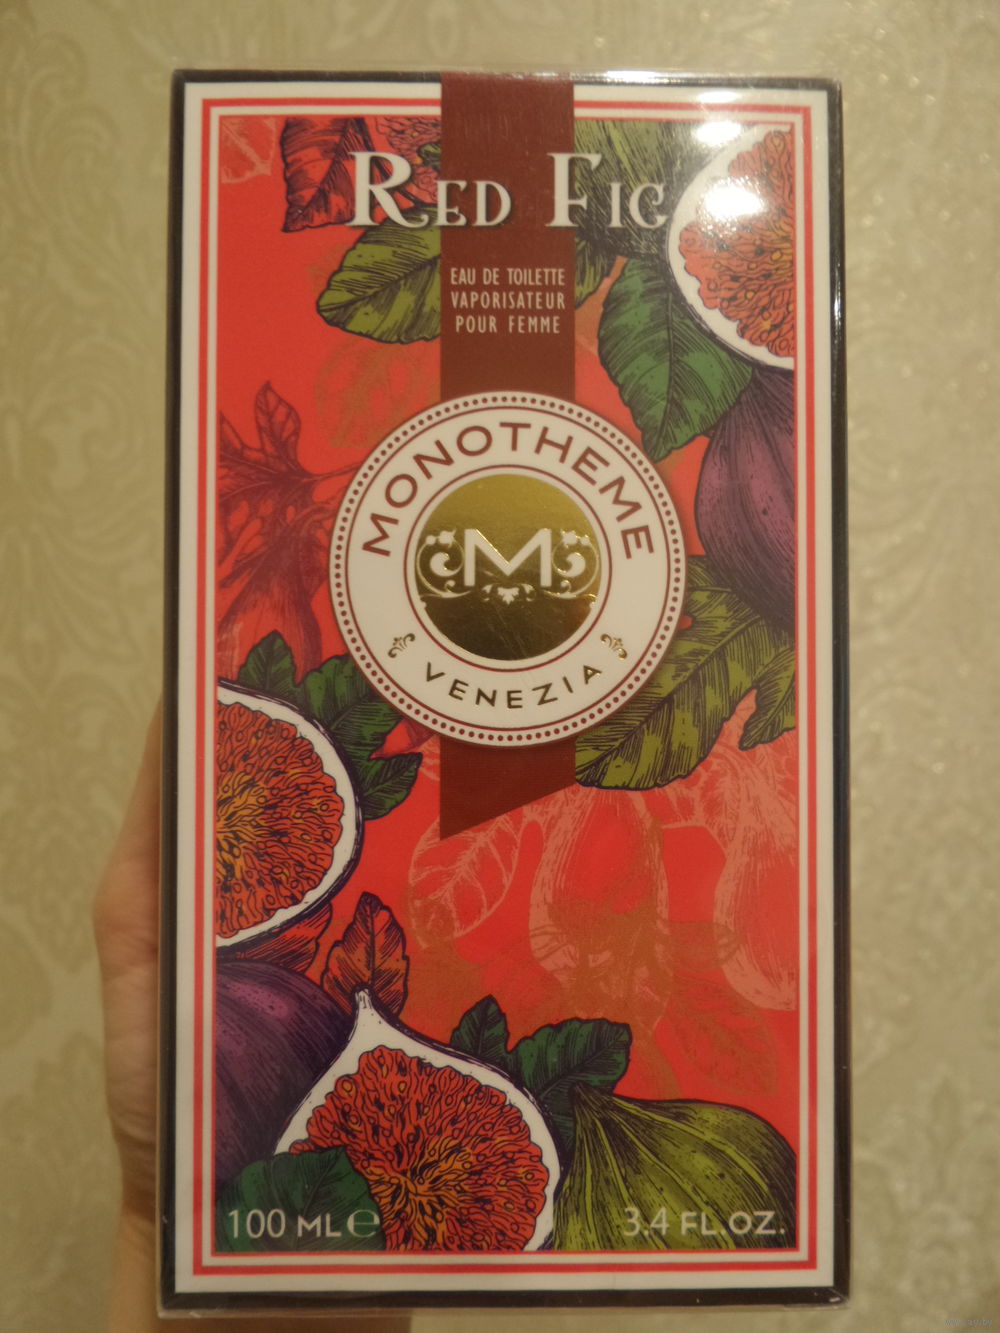 RED FIG
EAU DE TOILETTE
VAPORISATEUR
POUR FEMME
MONOTHEME
M
VENEZIA
100 ML ℮
3.4 FL.OZ.